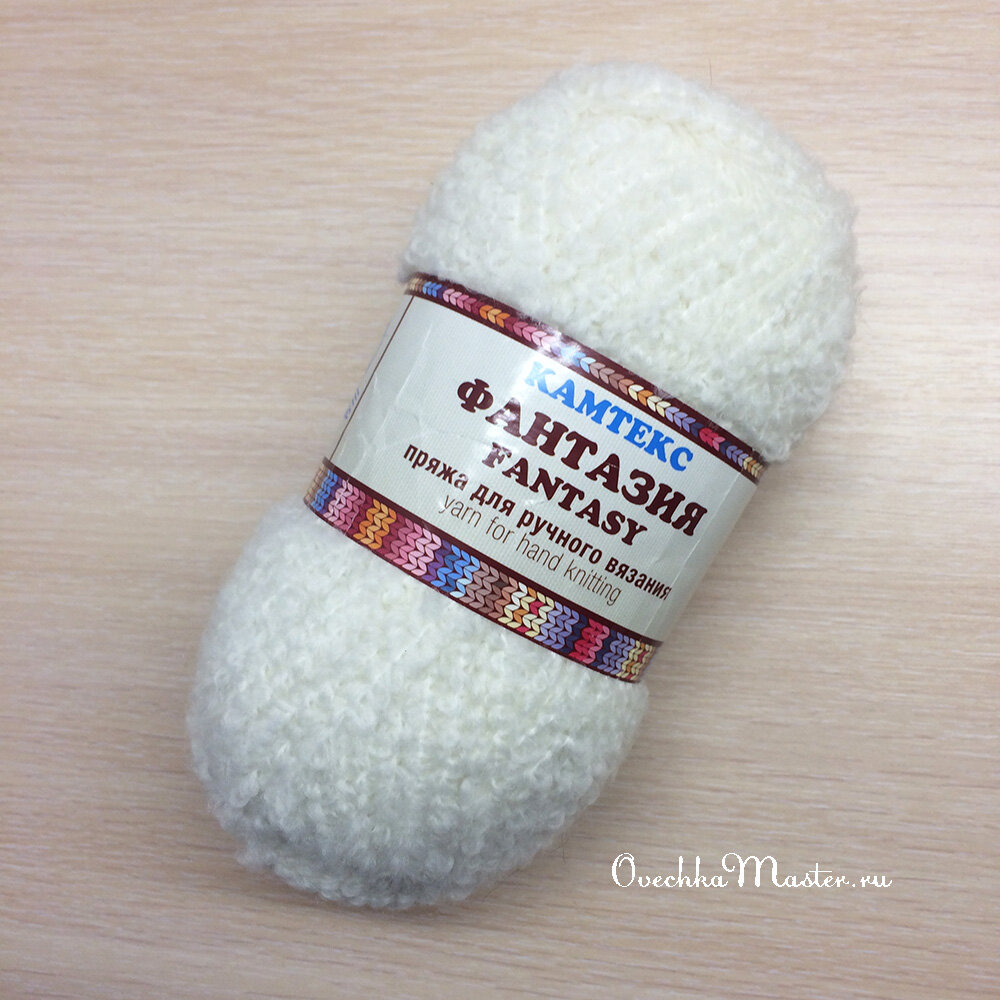 КАМТЕКС
ФАНТАЗИЯ
FANTASY
пряжа для ручного вязания
yarn for hand knitting
OvechkaMaster.ru